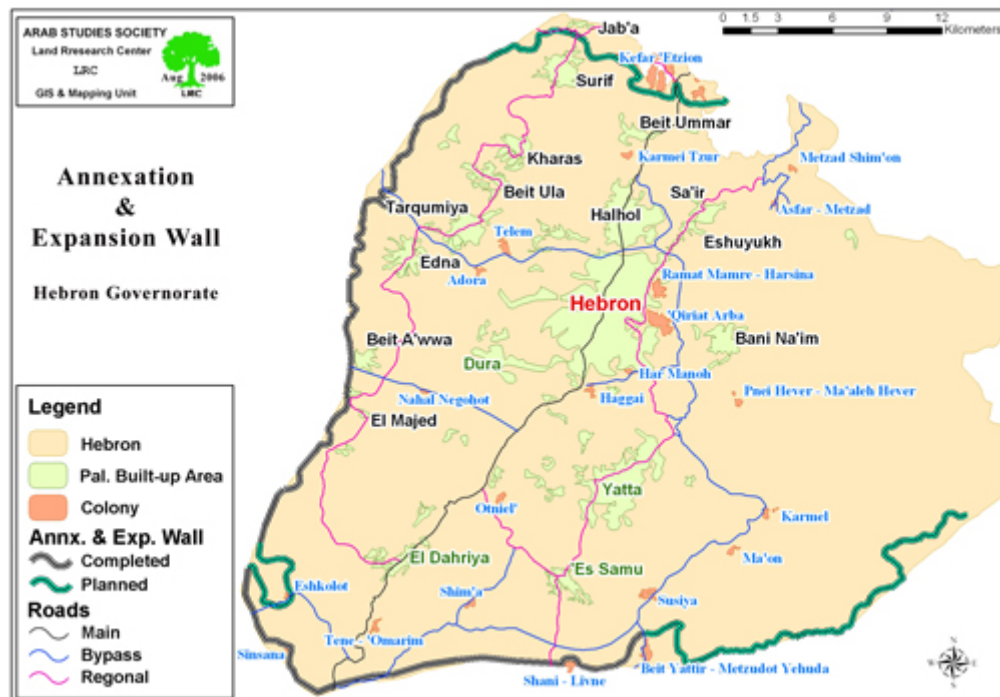 ARAB STUDIES SOCIETY
Land Rresearch Center
LRC
Aug 2006
GIS & Mapping Unit
LRC
Annexation
&
Expansion Wall
Hebron Governorate
0 1.5 3 6 9 12
Kilometers
Jab'a
Kefar 'Etzion
Surif
Beit Ummar
Karmei Tzur
Metzad Shim'on
Kharas
Beit Ula
Sa'ir
Asfar - Metzad
Tarqumiya
Halhol
Telem
Eshuyukh
Edna
Adora
Ramat Mamre - Harsina
Hebron
'Qiriat Arba
Beit A'wwa
Bani Na'im
Dura
Har Manoh
Nahal Negohot
Haggai
Pnei Hever - Ma'aleh Hever
El Majed
Yatta
Otniel'
Karmel
El Dahriya
Ma'on
'Es Samu
Eshkolot
Shim'a
Susiya
Tene - 'Omarim
Sinsana
Beit Yattir - Metzudot Yehuda
Shani - Livne
Legend
Hebron
Pal. Built-up Area
Colony
Annx. & Exp. Wall
Completed
Planned
Roads
Main
Bypass
Regonal
N
W E
S